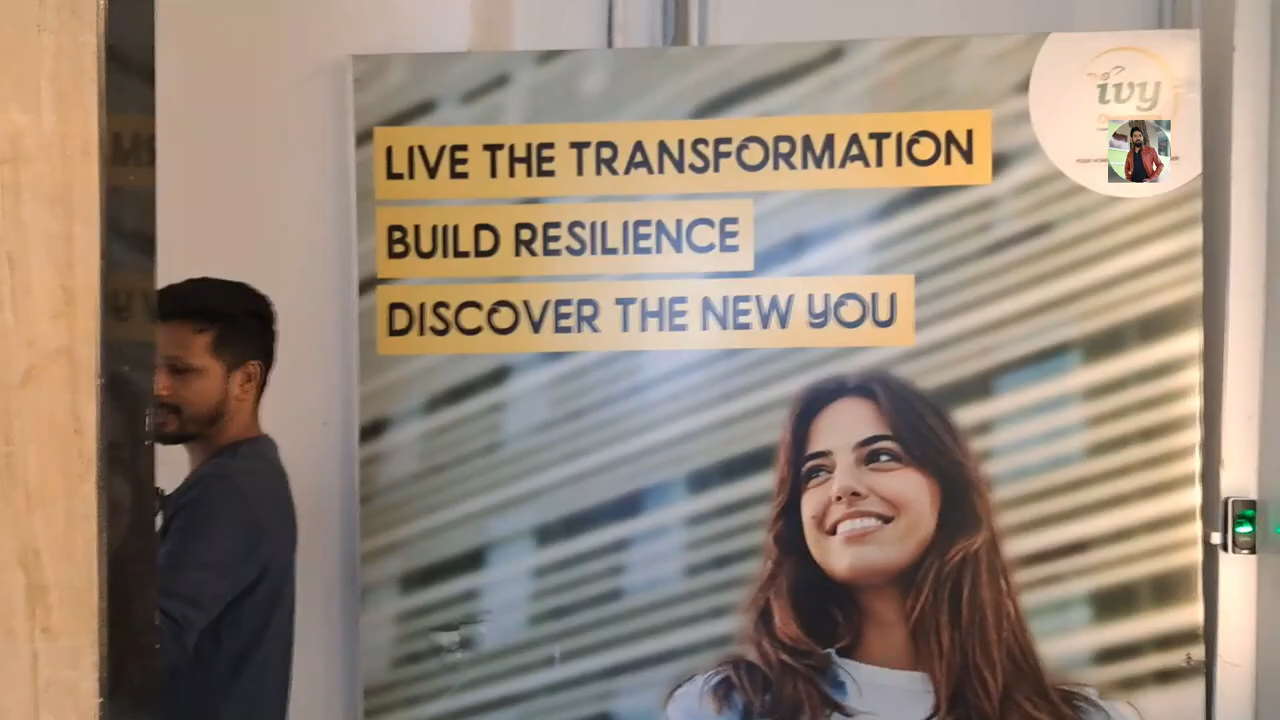 LIVE THE TRANSFORMATION
BUILD RESILIENCE
DISCOVER THE NEW YOU
ivy